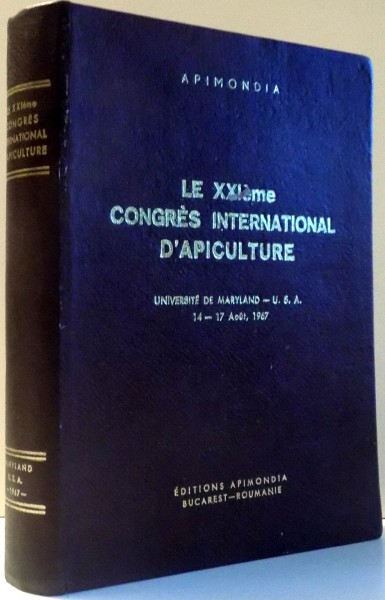 APIMONDIA
LE XXIème
CONGRÈS INTERNATIONAL
D'APICULTURE
UNIVERSITÉ DE MARYLAND — U. S. A.
14 — 17 Août, 1967
ÉDITIONS APIMONDIA
BUCAREST—ROUMANIE
LE XXIème
CONGRÈS
INTERNATIONAL
D'APICULTURE
MARYLAND
U. S. A.
—1967—